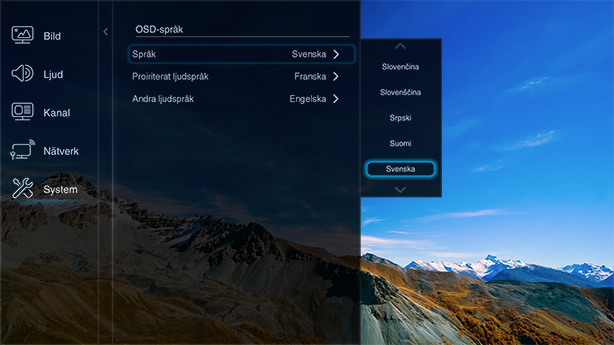 Bild
Ljud
Kanal
Nätverk
System
OSD-språk
Språk Svenska
Proiriterat ljudspråk Franska
Andra ljudspråk Engelska
Slovenčina
Slovenščina
Srpski
Suomi
Svenska